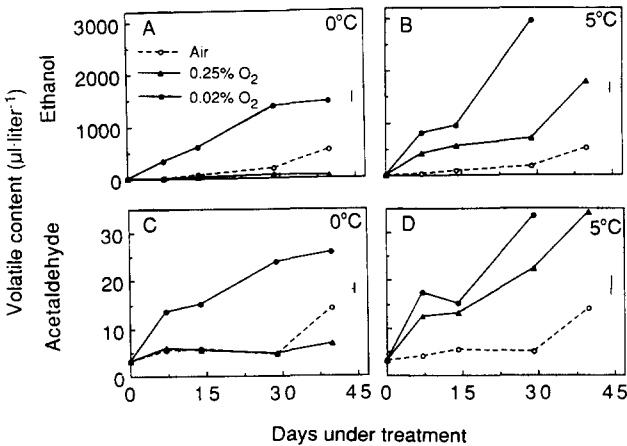 Volatile content (µl·liter⁻¹)
Ethanol
Acetaldehyde
3200
2000
1000
0
A
0°C
Air
0.25% O₂
0.02% O₂
B
5°C
30
20
10
0
C
0°C
D
5°C
0 15 30 45
0 15 30 45
Days under treatment